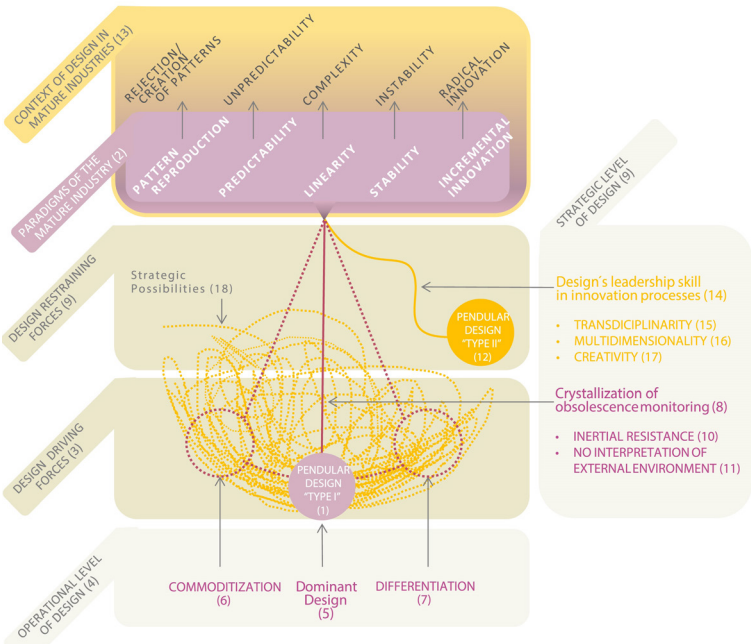 CONTEXT OF DESIGN IN
MATURE INDUSTRIES (13)
REJECTION/
CREATION
OF PATTERNS
UNPREDICTABILITY
COMPLEXITY
INSTABILITY
RADICAL
INNOVATION
PARADIGMS OF THE
MATURE INDUSTRY (2)
PATTERN
REPRODUCTION
PREDICTABILITY
LINEARITY
STABILITY
INCREMENTAL
INNOVATION
STRATEGIC LEVEL
OF DESIGN (9)
DESIGN RESTRAINING
FORCES (9)
Strategic
Possibilities (18)
PENDULAR
DESIGN
"TYPE II"
(12)
Design´s leadership skill
in innovation processes (14)
• TRANSDICIPLINARITY (15)
• MULTIDIMENSIONALITY (16)
• CREATIVITY (17)
Crystallization of
obsolescence monitoring (8)
• INERTIAL RESISTANCE (10)
• NO INTERPRETATION OF
EXTERNAL ENVIRONMENT (11)
DESIGN DRIVING
FORCES (3)
PENDULAR
DESIGN
"TYPE I"
(1)
OPERATIONAL LEVEL
OF DESIGN (4)
COMMODITIZATION
(6)
Dominant
Design
(5)
DIFFERENTIATION
(7)